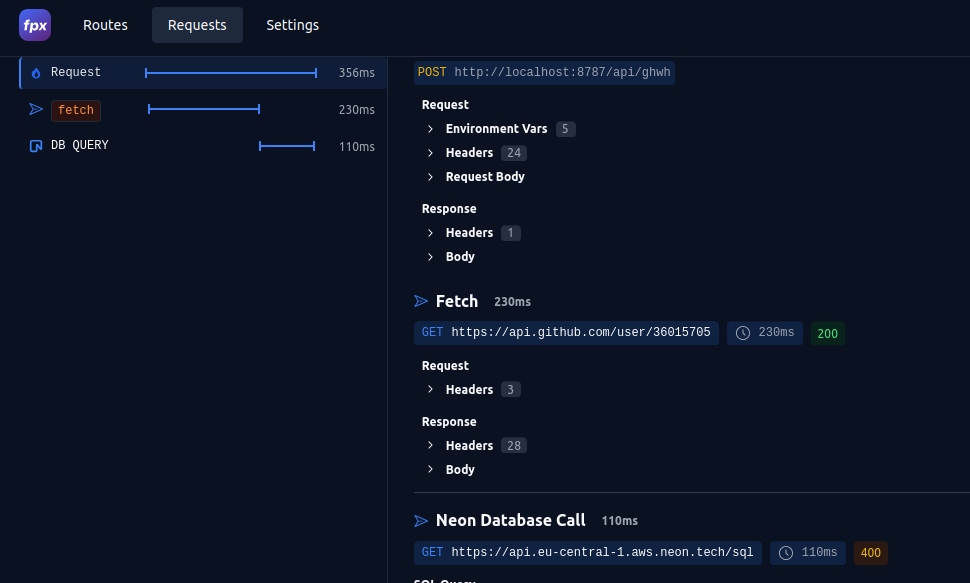 fpx Routes Requests Settings
Request 356ms
fetch 230ms
DB QUERY 110ms
POST http://localhost:8787/api/ghwh
Request
Environment Vars 5
Headers 24
Request Body
Response
Headers 1
Body
Fetch 230ms
GET https://api.github.com/user/36015705 230ms 200
Request
Headers 3
Response
Headers 28
Body
Neon Database Call 110ms
GET https://api.eu-central-1.aws.neon.tech/sql 110ms 400
SQL Query